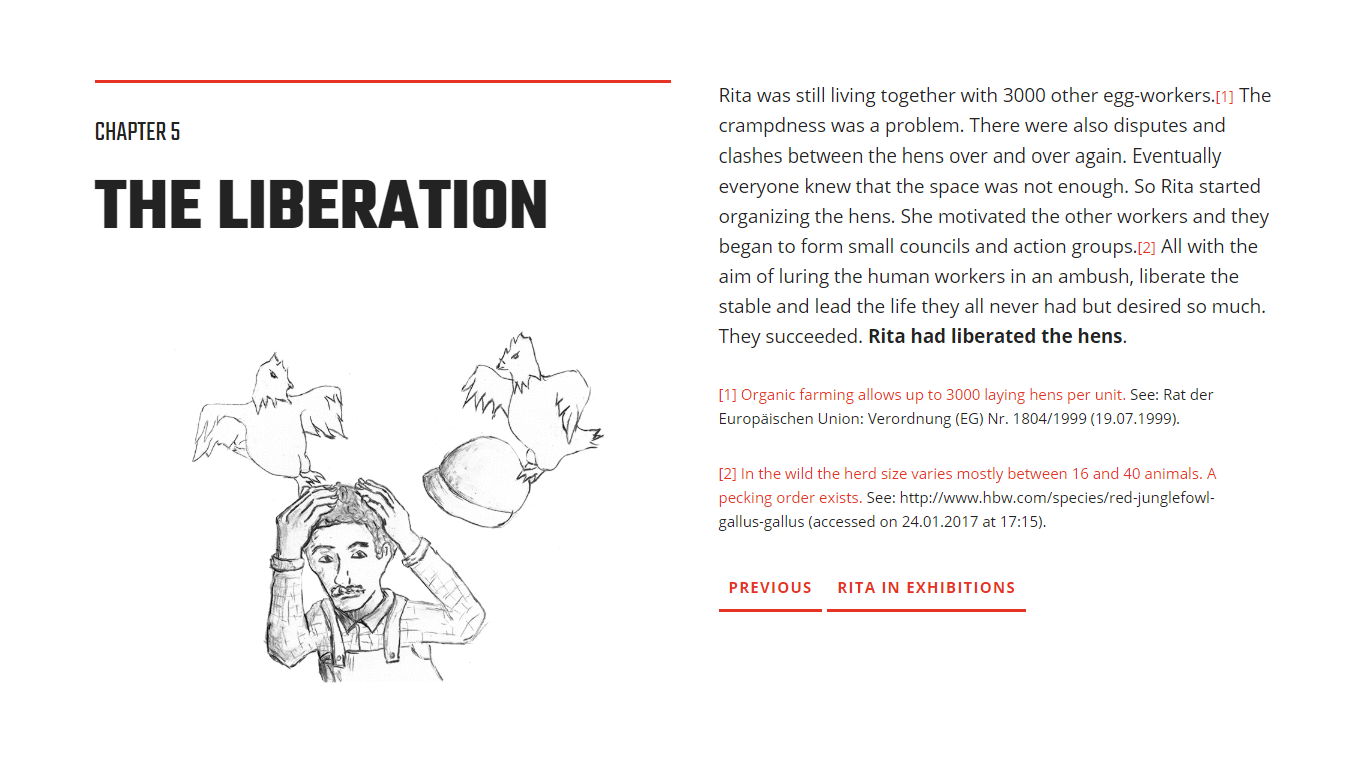 CHAPTER 5
THE LIBERATION
Rita was still living together with 3000 other egg-workers.[1] The
crampdness was a problem. There were also disputes and
clashes between the hens over and over again. Eventually
everyone knew that the space was not enough. So Rita started
organizing the hens. She motivated the other workers and they
began to form small councils and action groups.[2] All with the
aim of luring the human workers in an ambush, liberate the
stable and lead the life they all never had but desired so much.
They succeeded. Rita had liberated the hens.
[1] Organic farming allows up to 3000 laying hens per unit. See: Rat der
Europäischen Union: Verordnung (EG) Nr. 1804/1999 (19.07.1999).
[2] In the wild the herd size varies mostly between 16 and 40 animals. A
pecking order exists. See: http://www.hbw.com/species/red-junglefowl-
gallus-gallus (accessed on 24.01.2017 at 17:15).
PREVIOUS RITA IN EXHIBITIONS